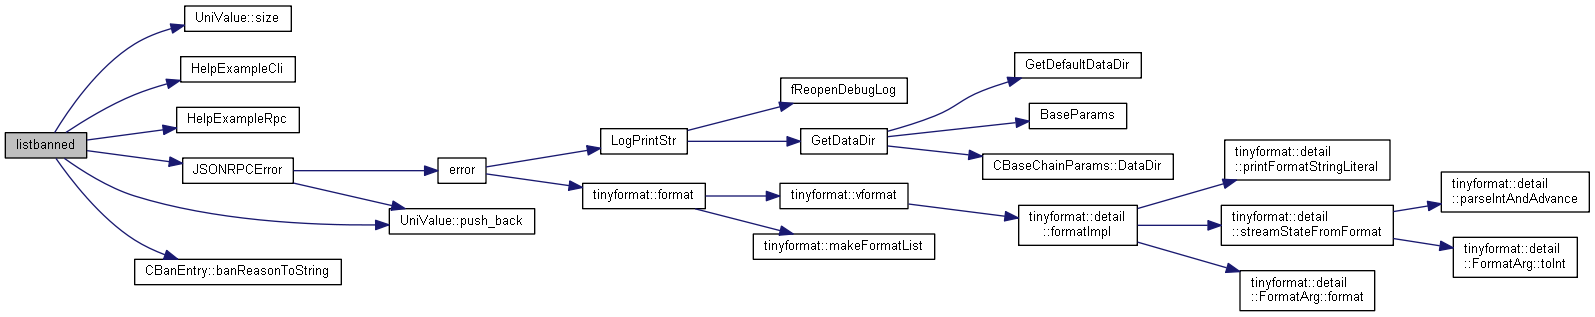 UniValue::size
HelpExampleCli
HelpExampleRpc
listbanned
JSONRPCError
UniValue::push_back
CBanEntry::banReasonToString
error
LogPrintStr
tinyformat::format
fReopenDebugLog
GetDataDir
tinyformat::vformat
tinyformat::makeFormatList
GetDefaultDataDir
BaseParams
CBaseChainParams::DataDir
tinyformat::detail
::formatImpl
tinyformat::detail
::printFormatStringLiteral
tinyformat::detail
::streamStateFromFormat
tinyformat::detail
::FormatArg::format
tinyformat::detail
::parseIntAndAdvance
tinyformat::detail
::FormatArg::toInt